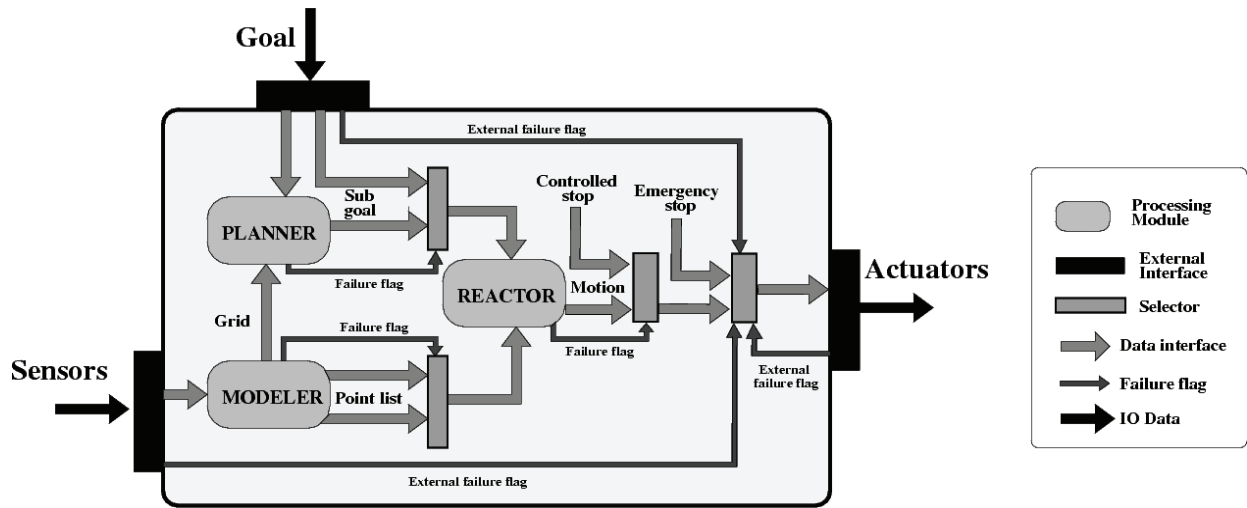 Goal
External failure flag
Controlled
stop
Emergency
stop
Sub
goal
PLANNER
Failure flag
REACTOR
Motion
Failure flag
Actuators
External
failure flag
Grid
Failure flag
Sensors
MODELER
Point list
External failure flag
Processing
Module
External
Interface
Selector
Data interface
Failure flag
IO Data